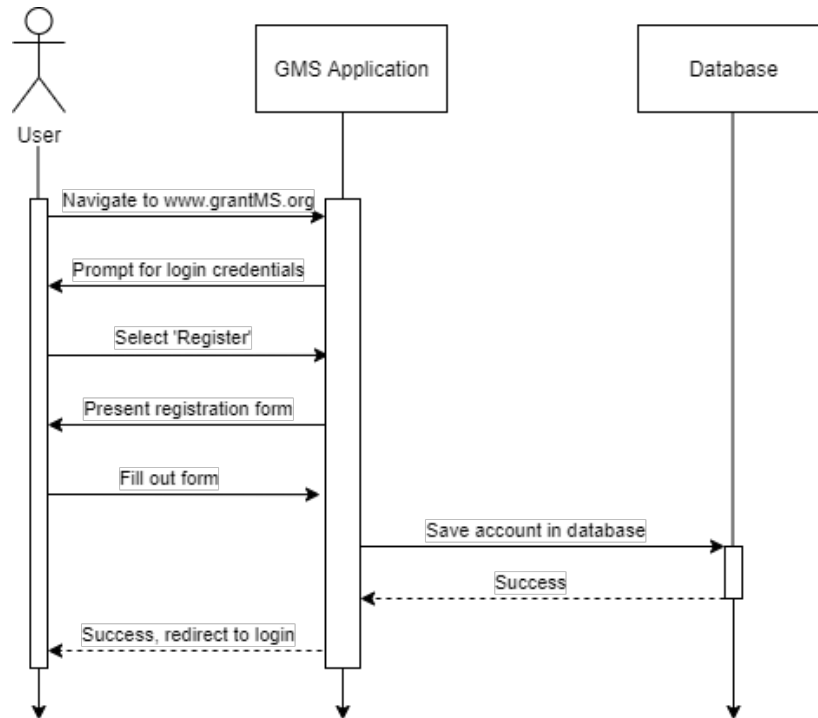 GMS Application
Database
User
Navigate to www.grantMS.org
Prompt for login credentials
Select 'Register'
Present registration form
Fill out form
Save account in database
Success
Success, redirect to login